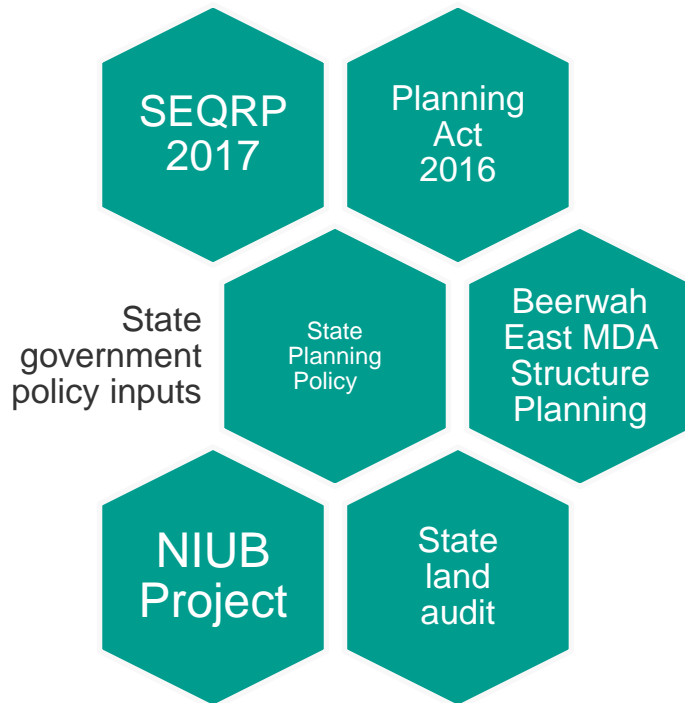 SEQRP
2017
Planning
Act
2016
State
government
policy inputs
State
Planning
Policy
Beerwah
East MDA
Structure
Planning
NIUB
Project
State
land
audit